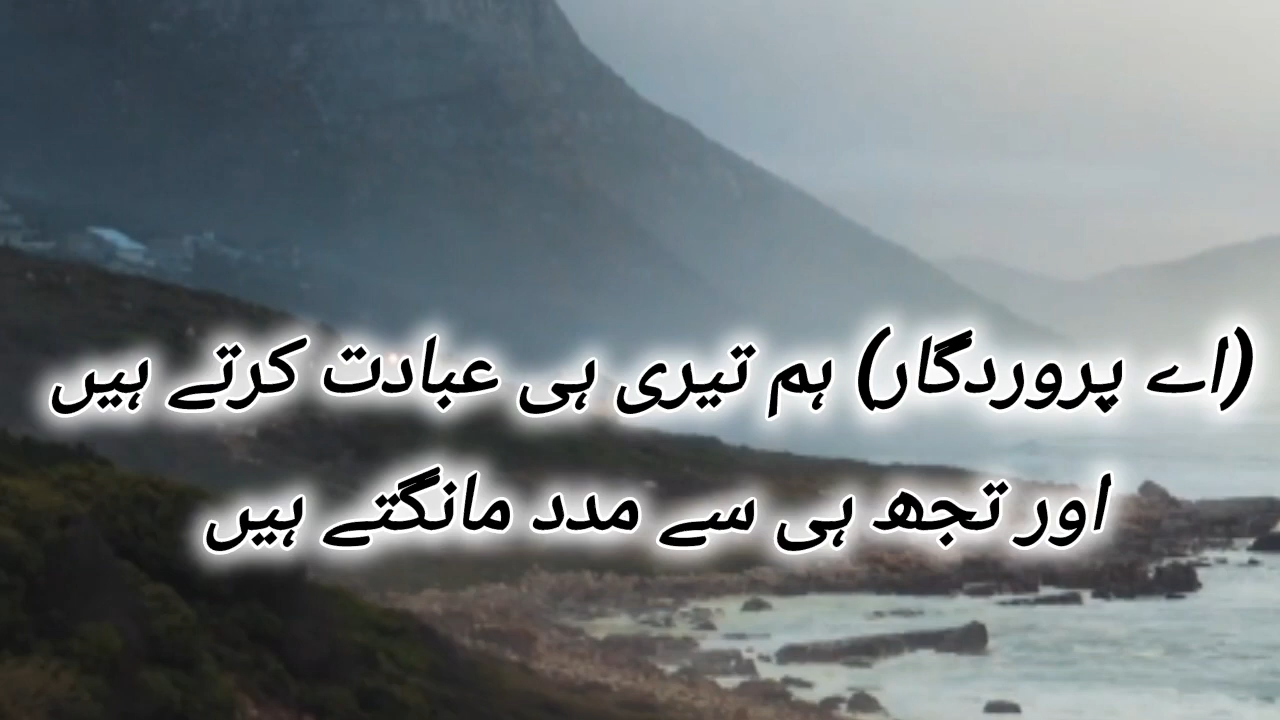 (اے پروردگار) ہم تیری ہی عبادت کرتے ہیں
اور تجھ ہی سے مدد مانگتے ہیں